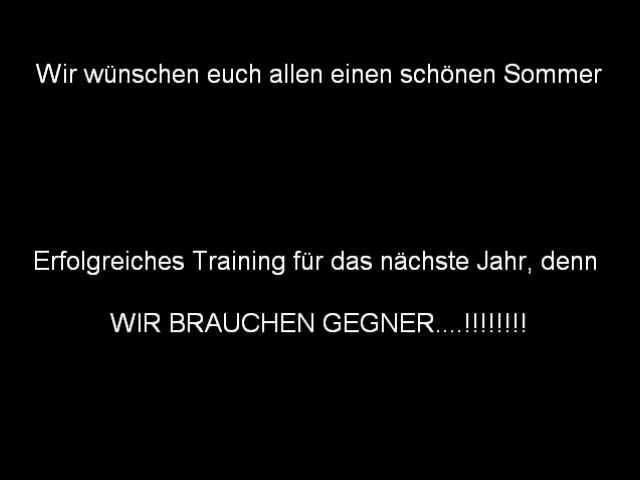 Wir wünschen euch allen einen schönen Sommer
Erfolgreiches Training für das nächste Jahr, denn
WIR BRAUCHEN GEGNER....!!!!!!!!